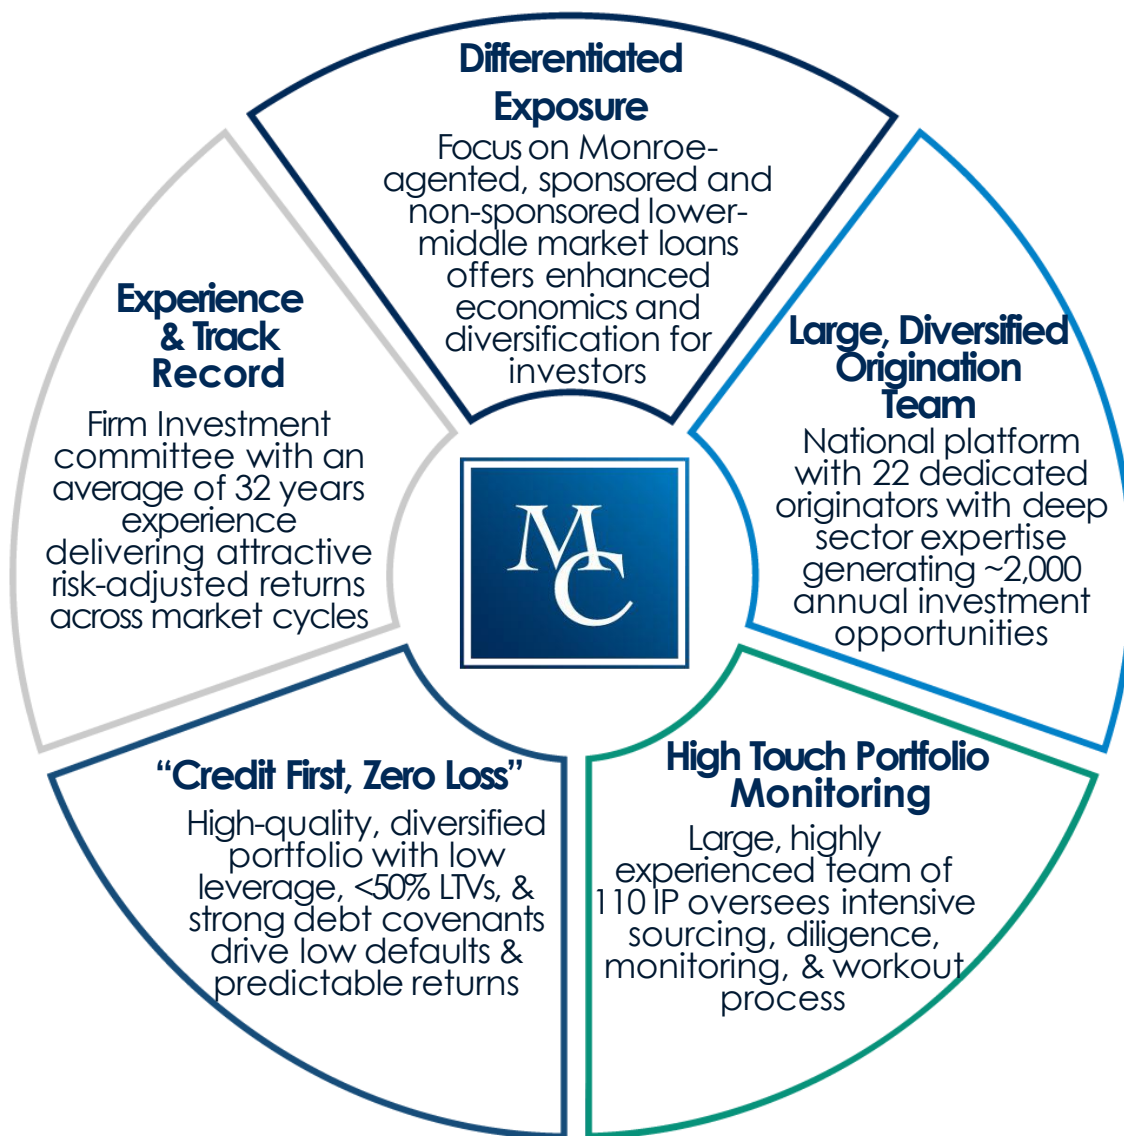 Differentiated
Exposure
Focus on Monroe-
agented, sponsored and
non-sponsored lower-
middle market loans
offers enhanced
economics and
diversification for
investors
Large, Diversified
Origination
Team
National platform
with 22 dedicated
originators with deep
sector expertise
generating ~2,000
annual investment
opportunities
High Touch Portfolio
Monitoring
Large, highly
experienced team of
110 IP oversees intensive
sourcing, diligence,
monitoring, & workout
process
“Credit First, Zero Loss”
High-quality, diversified
portfolio with low
leverage, <50% LTVs, &
strong debt covenants
drive low defaults &
predictable returns
Experience
& Track
Record
Firm Investment
committee with an
average of 32 years
experience
delivering attractive
risk-adjusted returns
across market cycles
MC